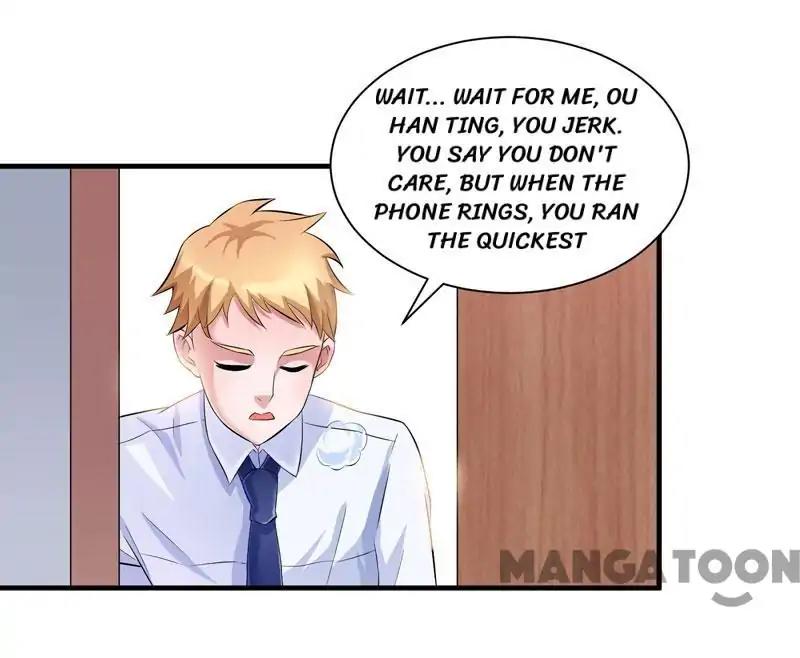 WAIT... WAIT FOR ME, OU
HAN TING, YOU JERK.
YOU SAY YOU DON'T
CARE, BUT WHEN THE
PHONE RINGS, YOU RAN
THE QUICKEST
MANGATOON